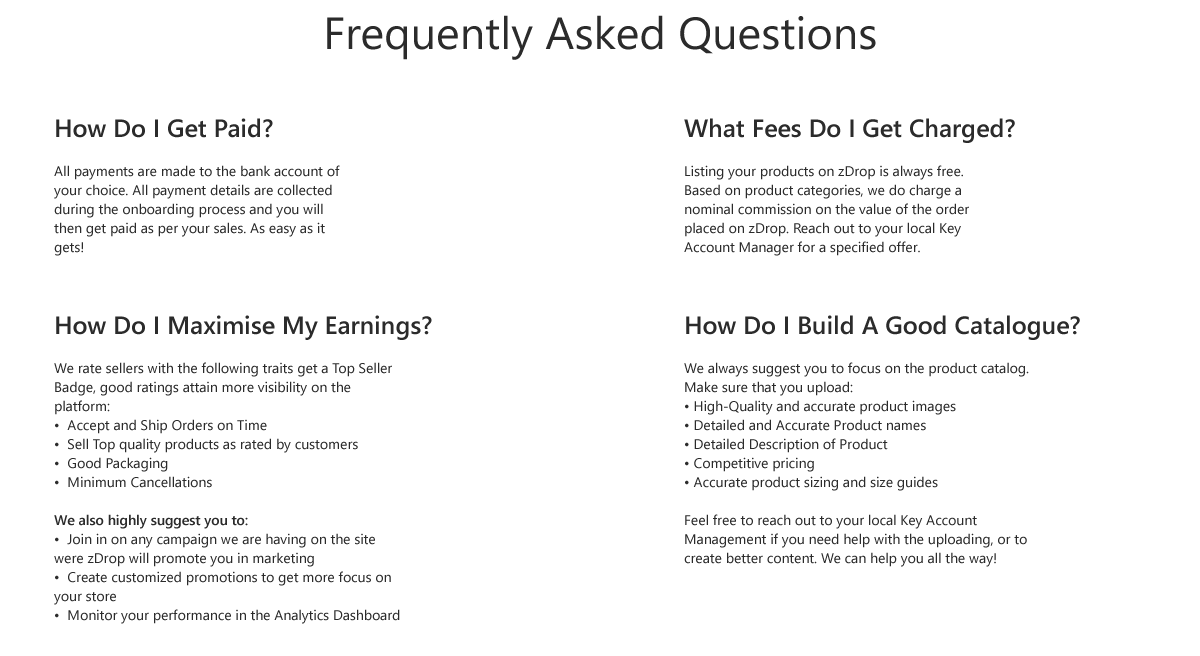 Frequently Asked Questions
How Do I Get Paid?
All payments are made to the bank account of
your choice. All payment details are collected
during the onboarding process and you will
then get paid as per your sales. As easy as it
gets!
What Fees Do I Get Charged?
Listing your products on zDrop is always free.
Based on product categories, we do charge a
nominal commission on the value of the order
placed on zDrop. Reach out to your local Key
Account Manager for a specified offer.
How Do I Maximise My Earnings?
We rate sellers with the following traits get a Top Seller
Badge, good ratings attain more visibility on the
platform:
• Accept and Ship Orders on Time
• Sell Top quality products as rated by customers
• Good Packaging
• Minimum Cancellations
We also highly suggest you to:
• Join in on any campaign we are having on the site
were zDrop will promote you in marketing
• Create customized promotions to get more focus on
your store
• Monitor your performance in the Analytics Dashboard
How Do I Build A Good Catalogue?
We always suggest you to focus on the product catalog.
Make sure that you upload:
• High-Quality and accurate product images
• Detailed and Accurate Product names
• Detailed Description of Product
• Competitive pricing
• Accurate product sizing and size guides
Feel free to reach out to your local Key Account
Management if you need help with the uploading, or to
create better content. We can help you all the way!